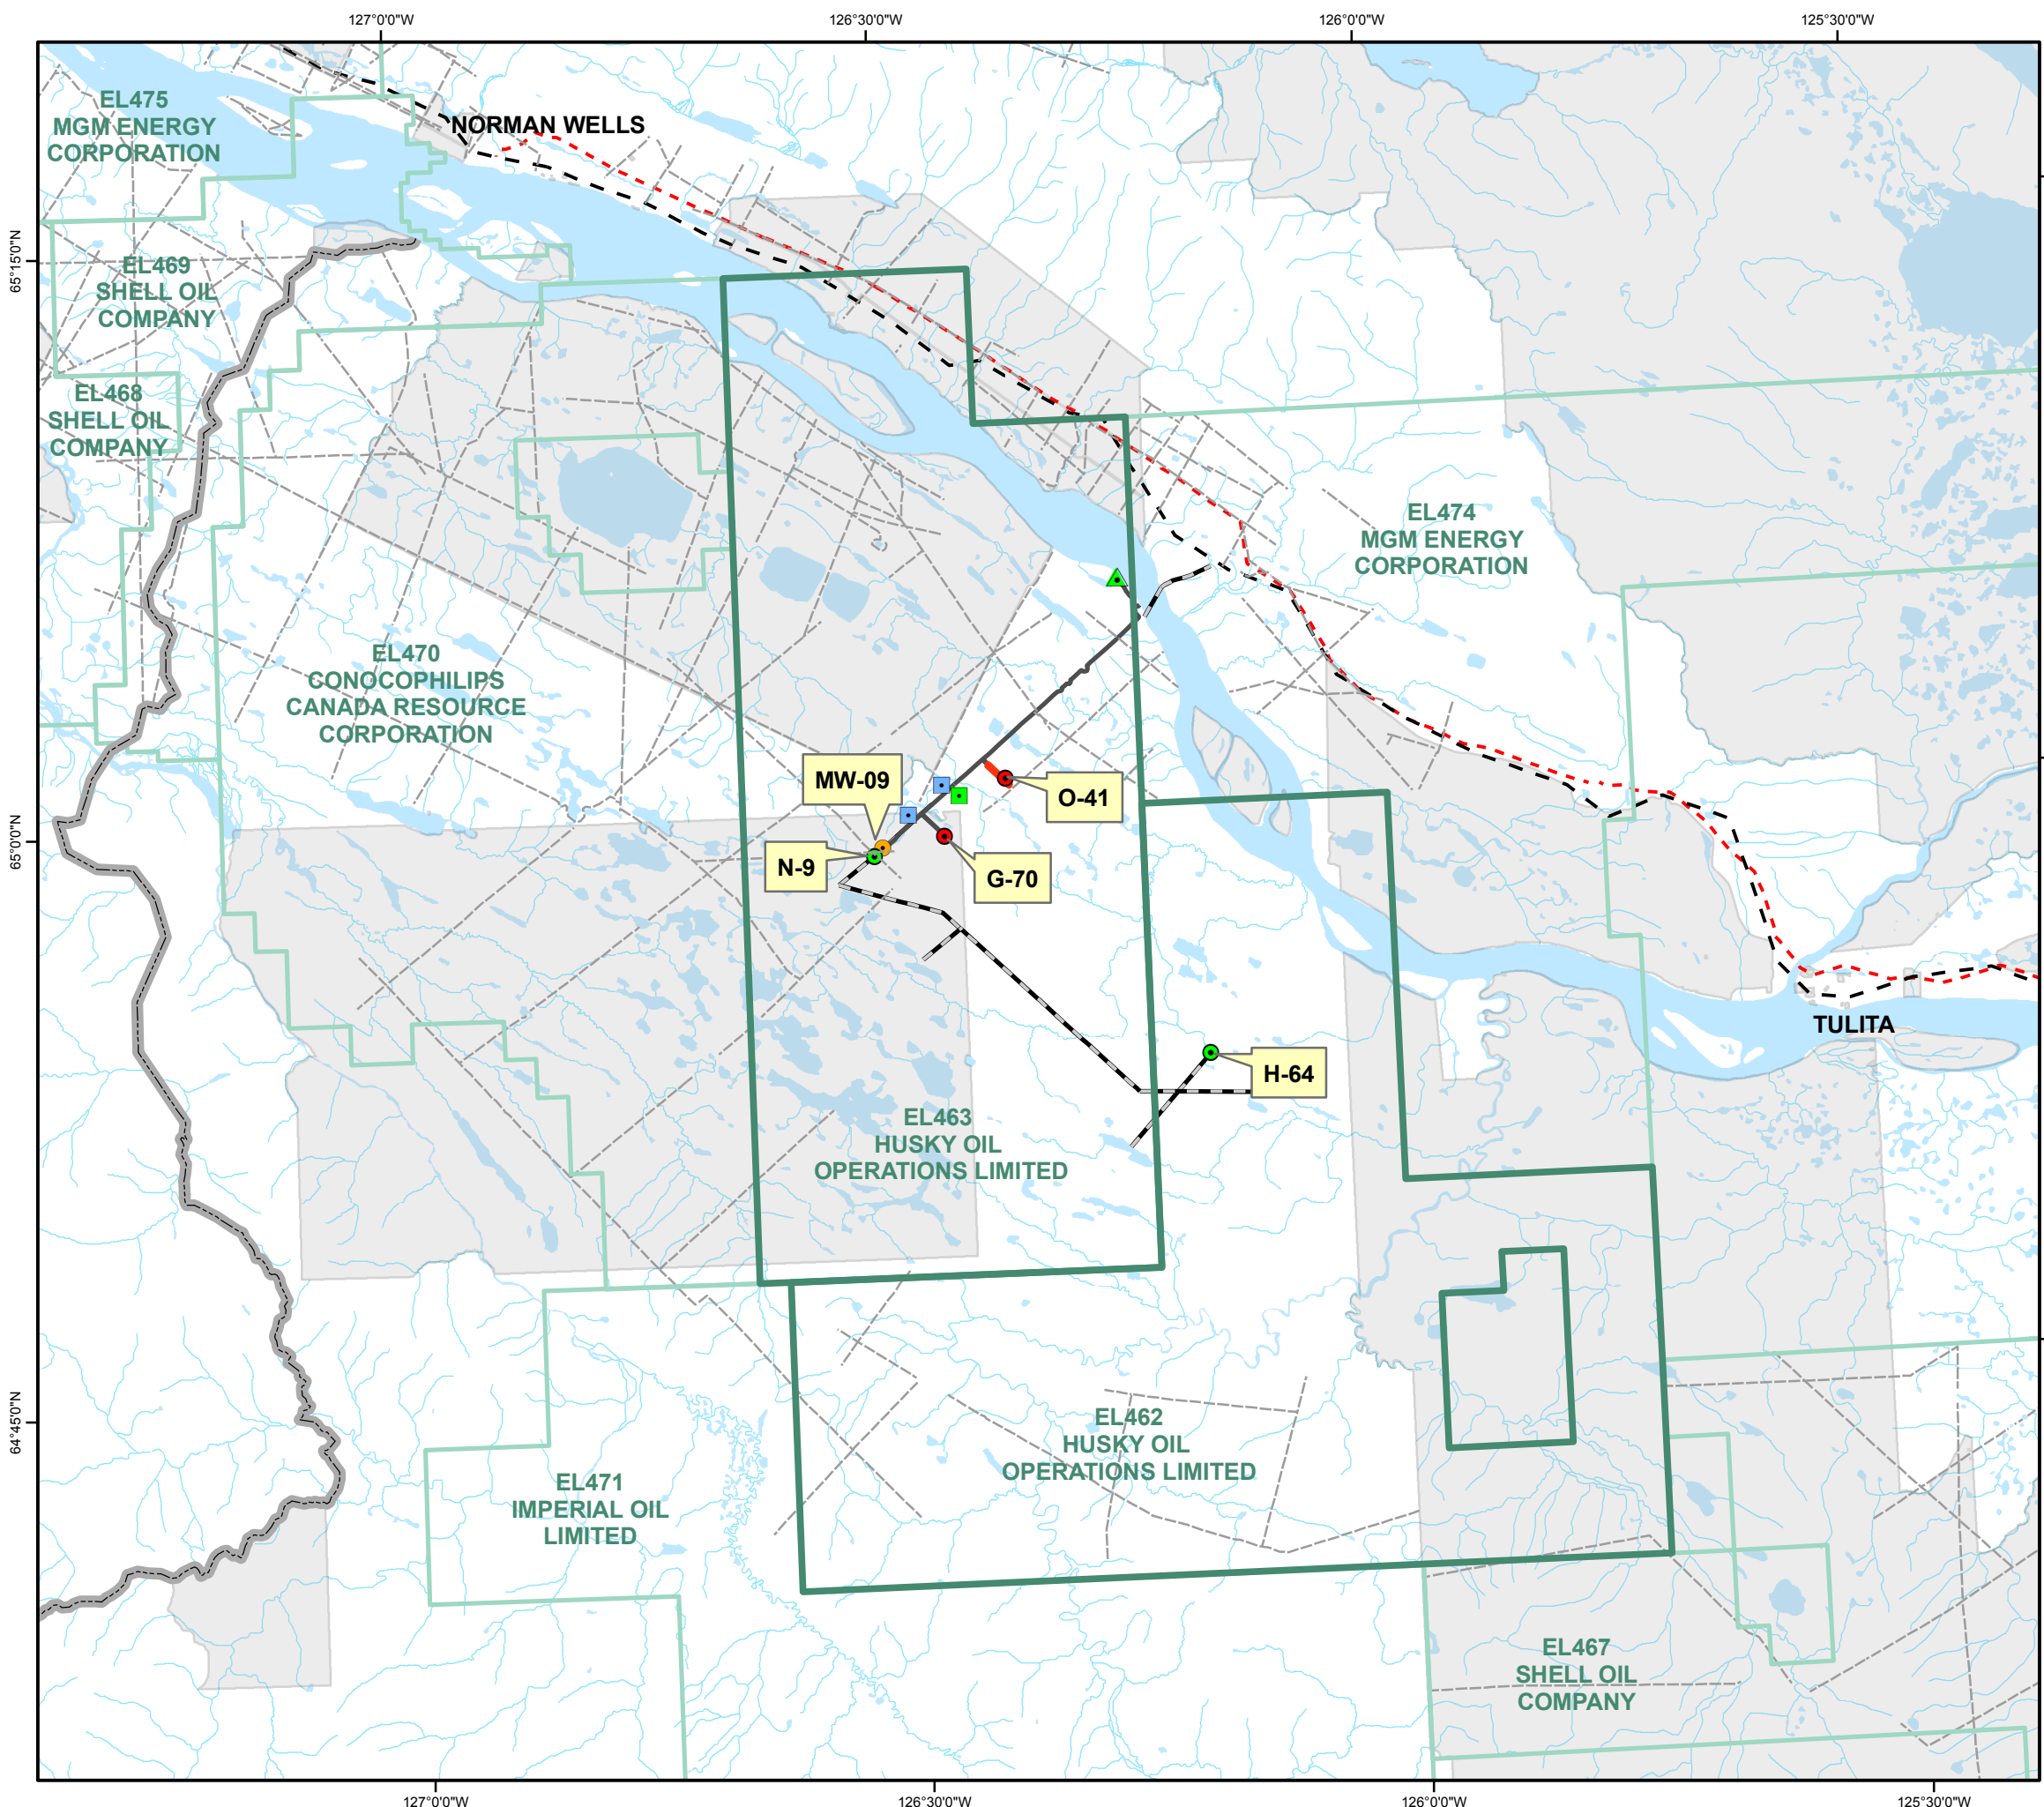 127°0'0"W
126°30'0"W
126°0'0"W
125°30'0"W
EL475
MGM ENERGY
CORPORATION
NORMAN WELLS
65°15'0"N
EL469
SHELL OIL
COMPANY
EL468
SHELL OIL
COMPANY
EL474
MGM ENERGY
CORPORATION
EL470
CONOCOPHILIPS
CANADA RESOURCE
CORPORATION
MW-09
O-41
65°0'0"N
N-9
G-70
TULITA
H-64
EL463
HUSKY OIL
OPERATIONS LIMITED
64°45'0"N
EL462
HUSKY OIL
OPERATIONS LIMITED
EL471
IMPERIAL OIL
LIMITED
EL467
SHELL OIL
COMPANY
127°0'0"W
126°30'0"W
126°0'0"W
125°30'0"W